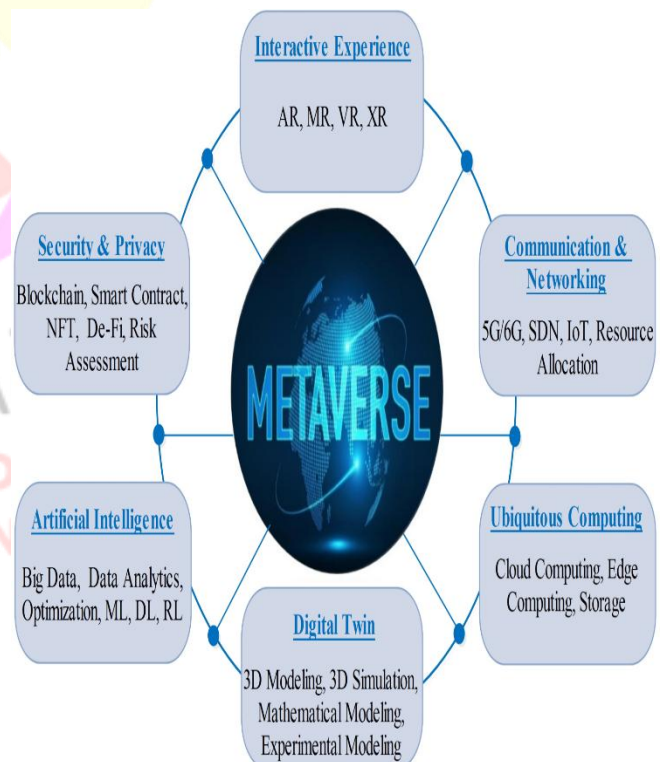 Interactive Experience
AR, MR, VR, XR
Security & Privacy
Blockchain, Smart Contract,
NFT, De-Fi, Risk
Assessment
Communication &
Networking
5G/6G, SDN, IoT, Resource
Allocation
METAVERSE
Artificial Intelligence
Big Data, Data Analytics,
Optimization, ML, DL, RL
Ubiquitous Computing
Cloud Computing, Edge
Computing, Storage
Digital Twin
3D Modeling, 3D Simulation,
Mathematical Modeling,
Experimental Modeling